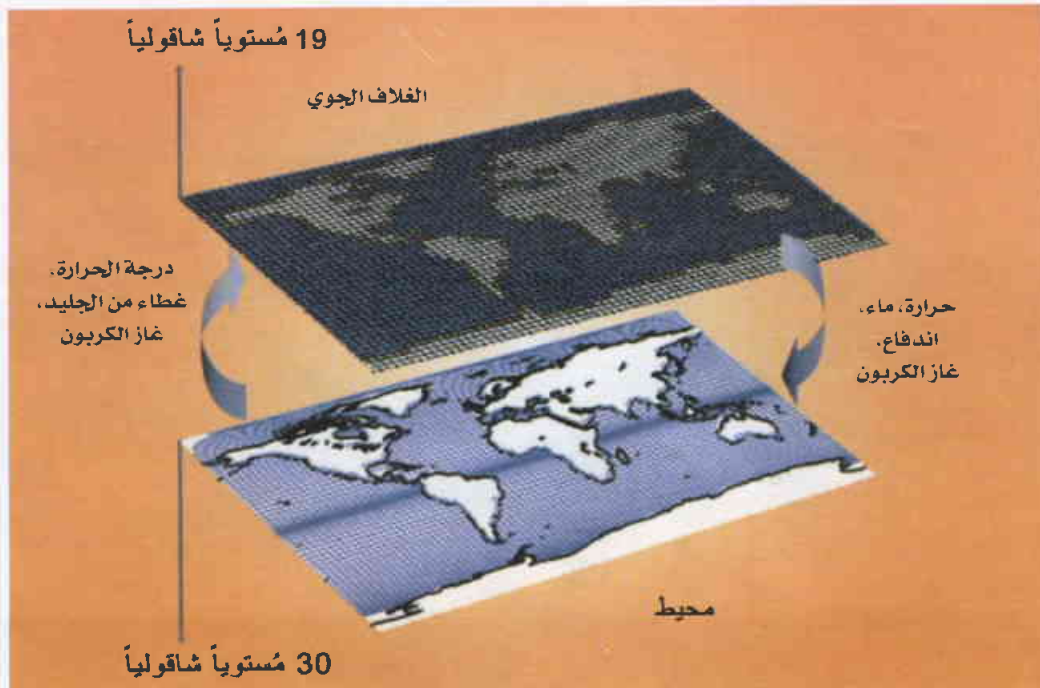 19 مُستوياً شاقولياً
الغلاف الجوي
درجة الحرارة،
غطاء من الجليد،
غاز الكربون
حرارة، ماء،
اندفاع،
غاز الكربون
محيط
30 مُستوياً شاقولياً